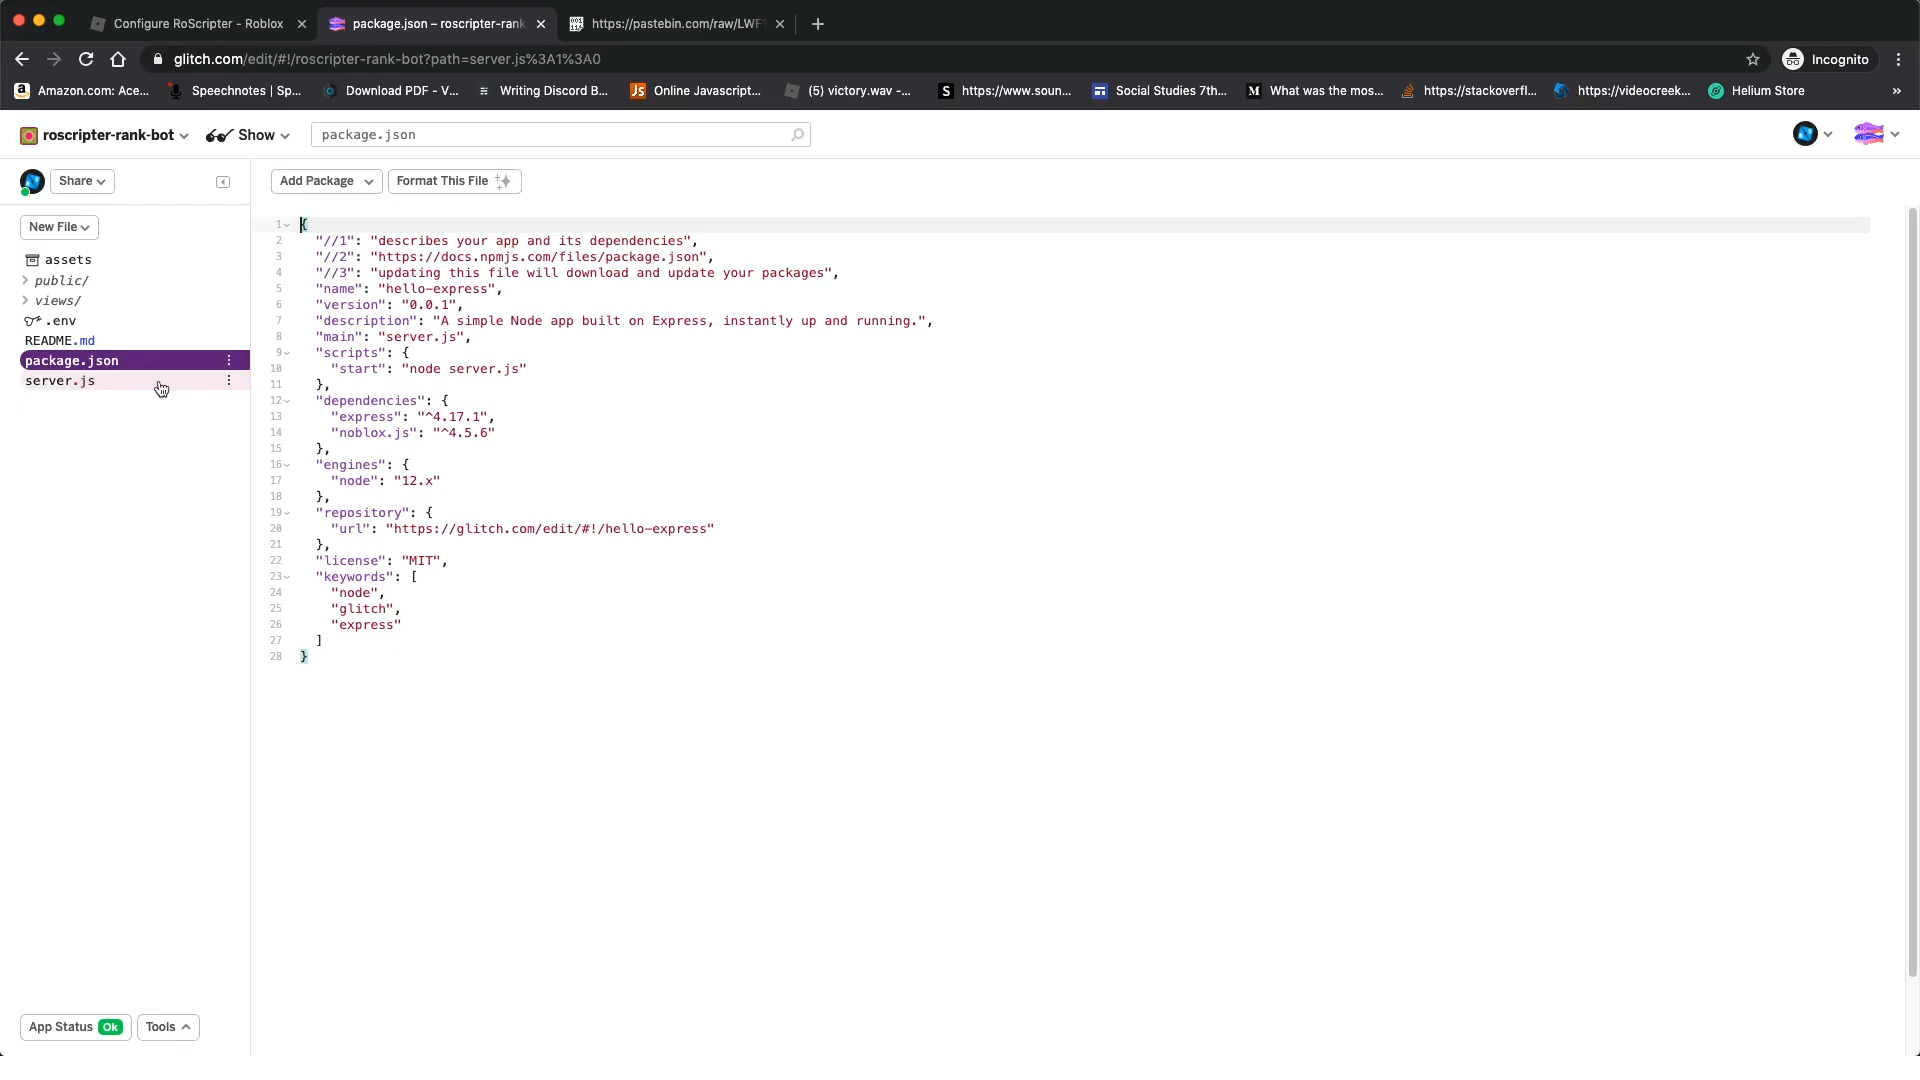 Configure RoScripter - Roblox
package.json – roscripter-rank
https://pastebin.com/raw/LWF
glitch.com/edit/#!/roscripter-rank-bot?path=server.js%3A1%3A0
Incognito
Amazon.com: Ace...
Speechnotes | Sp...
Download PDF - V...
Writing Discord B...
JS Online Javascript...
(5) victory.wav -...
S https://www.soun...
Social Studies 7th...
M What was the mos...
https://stackoverfl...
https://videocreek...
Helium Store
»
roscripter-rank-bot
Show
package.json
Share
Add Package
Format This File
New File
assets
public/
views/
.env
README.md
package.json
server.js
1 {
2 "//1": "describes your app and its dependencies",
3 "//2": "https://docs.npmjs.com/files/package.json",
4 "//3": "updating this file will download and update your packages",
5 "name": "hello-express",
6 "version": "0.0.1",
7 "description": "A simple Node app built on Express, instantly up and running.",
8 "main": "server.js",
9 "scripts": {
10 "start": "node server.js"
11 },
12 "dependencies": {
13 "express": "^4.17.1",
14 "noblox.js": "^4.5.6"
15 },
16 "engines": {
17 "node": "12.x"
18 },
19 "repository": {
20 "url": "https://glitch.com/edit/#!/hello-express"
21 },
22 "license": "MIT",
23 "keywords": [
24 "node",
25 "glitch",
26 "express"
27 ]
28 }
App Status Ok
Tools